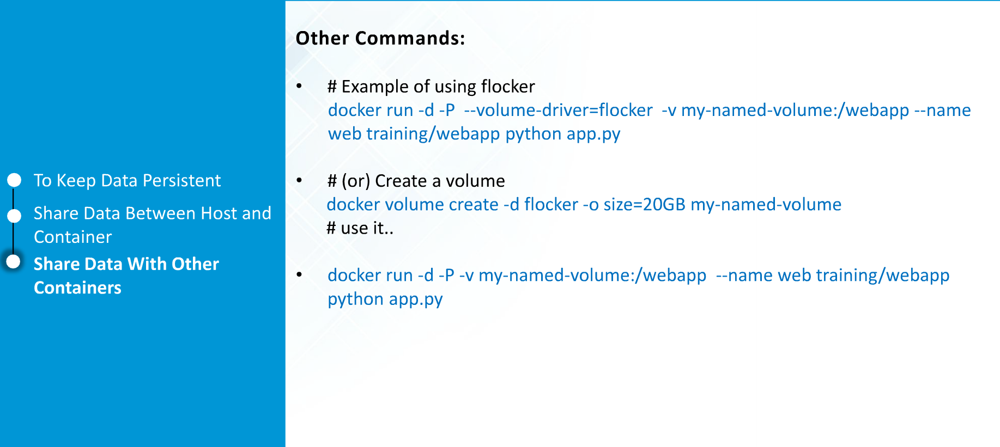 To Keep Data Persistent
Share Data Between Host and
Container
Share Data With Other
Containers
Other Commands:
• # Example of using flocker
docker run -d -P --volume-driver=flocker -v my-named-volume:/webapp --name
web training/webapp python app.py
• # (or) Create a volume
docker volume create -d flocker -o size=20GB my-named-volume
# use it..
• docker run -d -P -v my-named-volume:/webapp --name web training/webapp
python app.py